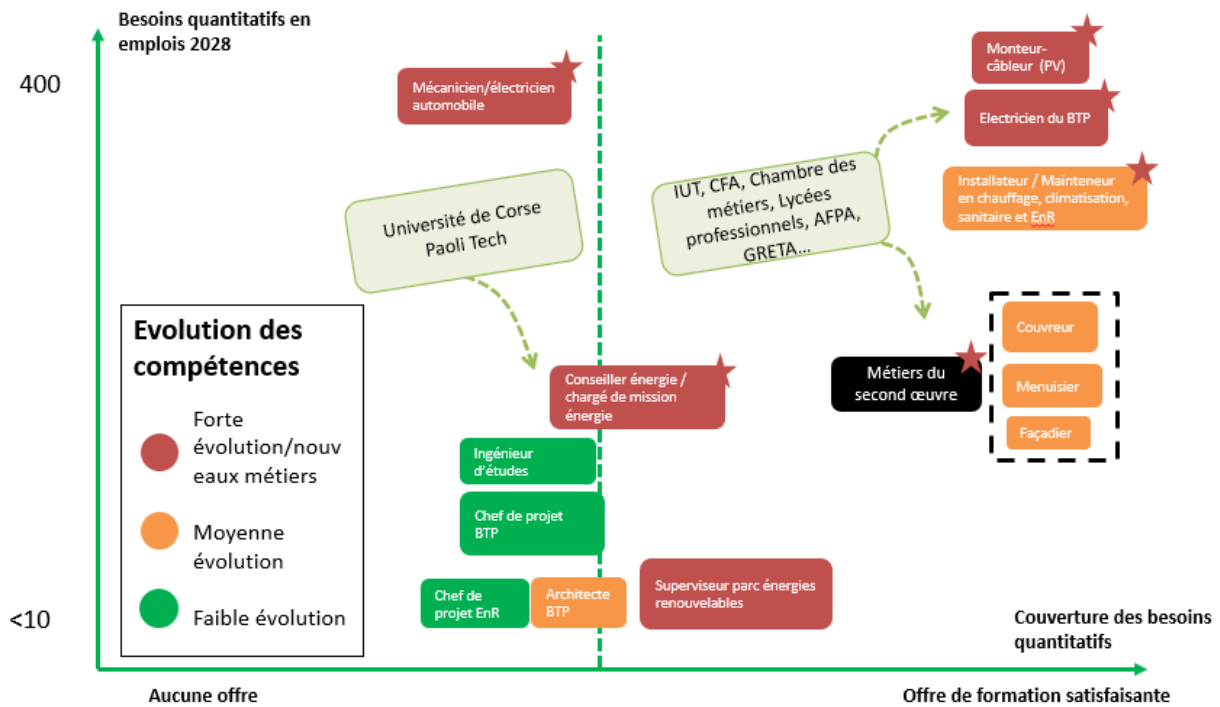 Besoins quantitatifs en
emplois 2028
400
<10
Mécanicien/électricien
automobile
Monteur-
câbleur (PV)
Electricien du BTP
Installateur / Mainteneur
en chauffage, climatisation,
sanitaire et EnR
Université de Corse
Paoli Tech
IUT, CFA, Chambre des
métiers, Lycées
professionnels, AFPA,
GRETA...
Couvreur
Menuisier
Façadier
Métiers du
second œuvre
Conseiller énergie /
chargé de mission
énergie
Ingénieur
d'études
Chef de projet
BTP
Chef de
projet EnR
Architecte
BTP
Superviseur parc énergies
renouvelables
Evolution des
compétences
Forte
évolution/nouv
eaux métiers
Moyenne
évolution
Faible évolution
Couverture des besoins
quantitatifs
Aucune offre
Offre de formation satisfaisante